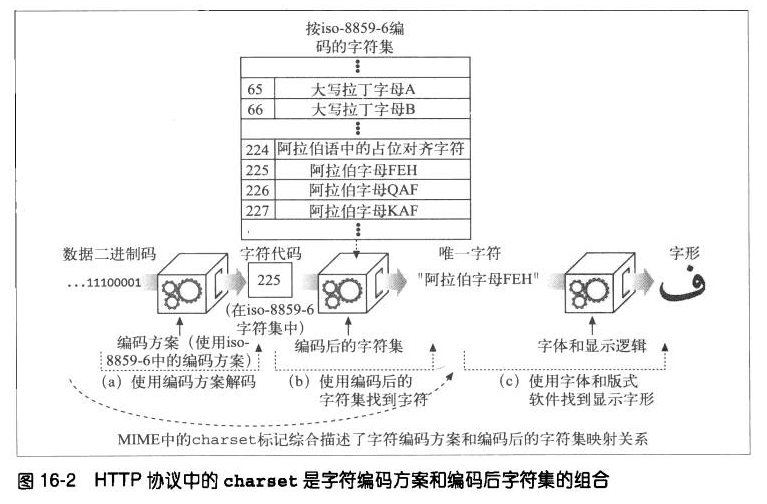 按iso-8859-6编
码的字符集
65 大写拉丁字母A
66 大写拉丁字母B
224 阿拉伯语中的占位对齐字符
225 阿拉伯字母FEH
226 阿拉伯字母QAF
227 阿拉伯字母KAF
数据二进制码 字符代码 唯一字符 字形
...11100001 225 "阿拉伯字母FEH" ف
(在iso-8859-6
字符集中)
编码方案（使用iso-
8859-6中的编码方案） 编码后的字符集 字体和显示逻辑
（a）使用编码方案解码 （b）使用编码后的
字符集找到字符 （c）使用字体和版式
软件找到显示字形
MIME中的charset标记综合描述了字符编码方案和编码后的字符集映射关系
图 16-2 HTTP 协议中的 charset 是字符编码方案和编码后字符集的组合